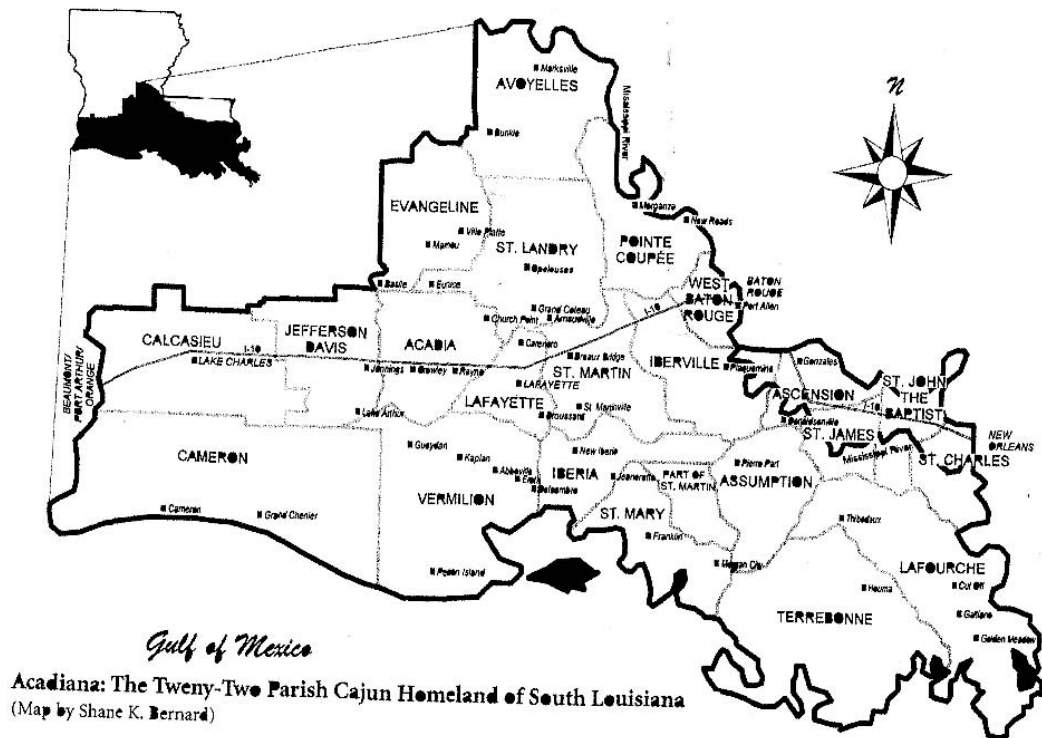 Marksville
AVOYELLES
Mississippi River
Bunkie
N
EVANGELINE
Ville Platte
Mamou
ST. LANDRY
Opelousas
Morganza
New Roads
POINTE
COUPÉE
Basile
Eunice
WEST
BATON
ROUGE
BATON
ROUGE
Port Allen
I-10
Grand Coteau
Arnaudville
Church Point
CALCASIEU
I-10
LAKE CHARLES
JEFFERSON
DAVIS
ACADIA
Carencro
Breaux Bridge
IBERVILLE
Plaquemine
Gonzales
BEAUMONT/
PORT ARTHUR/
ORANGE
Jennings
Crowley
Rayne
ST. MARTIN
LAFAYETTE
LAFAYETTE
St. Martinville
Broussard
Lake Arthur
ASCENSION
I-10
Donaldsonville
ST. JOHN
THE
BAPTIST
ST. JAMES
Mississippi River
ST. CHARLES
NEW
ORLEANS
CAMERON
Gueydan
Kaplan
Abbeville
Erath
Delcambre
IBERIA
New Iberia
Jeanerette
PART OF
ST. MARTIN
Pierre Part
ASSUMPTION
VERMILION
ST. MARY
Cameron
Grand Chenier
Franklin
Thibodaux
Pecan Island
Morgan City
LAFOURCHE
Houma
Cut Off
TERREBONNE
Galliano
Golden Meadow
Gulf of Mexico
Acadiana: The Tweny-Two Parish Cajun Homeland of South Louisiana
(Map by Shane K. Bernard)